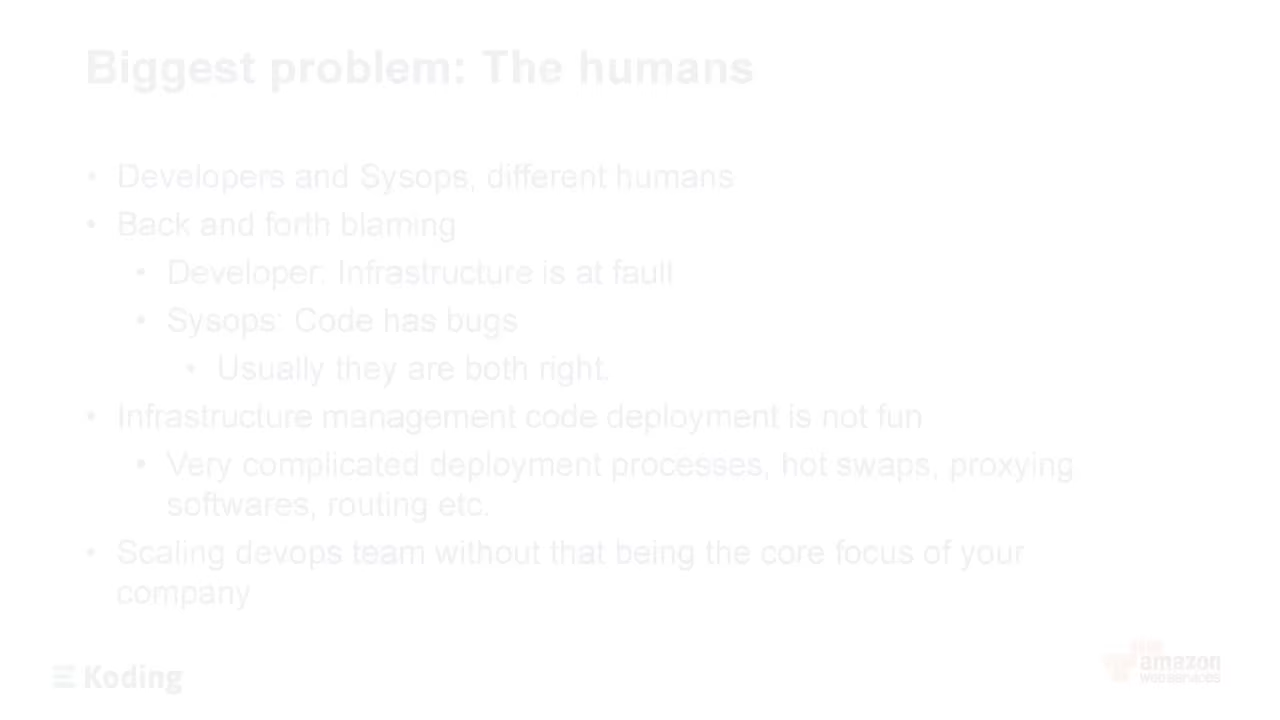 Biggest problem: The humans
• Developers and Sysops, different humans
• Back and forth blaming
• Developer: Infrastructure is at fault
• Sysops: Code has bugs
• Usually they are both right.
• Infrastructure management code deployment is not fun
• Very complicated deployment processes, hot swaps, proxying
softwares, routing etc.
• Scaling devops team without that being the core focus of your
company
Koding
amazon
webservices